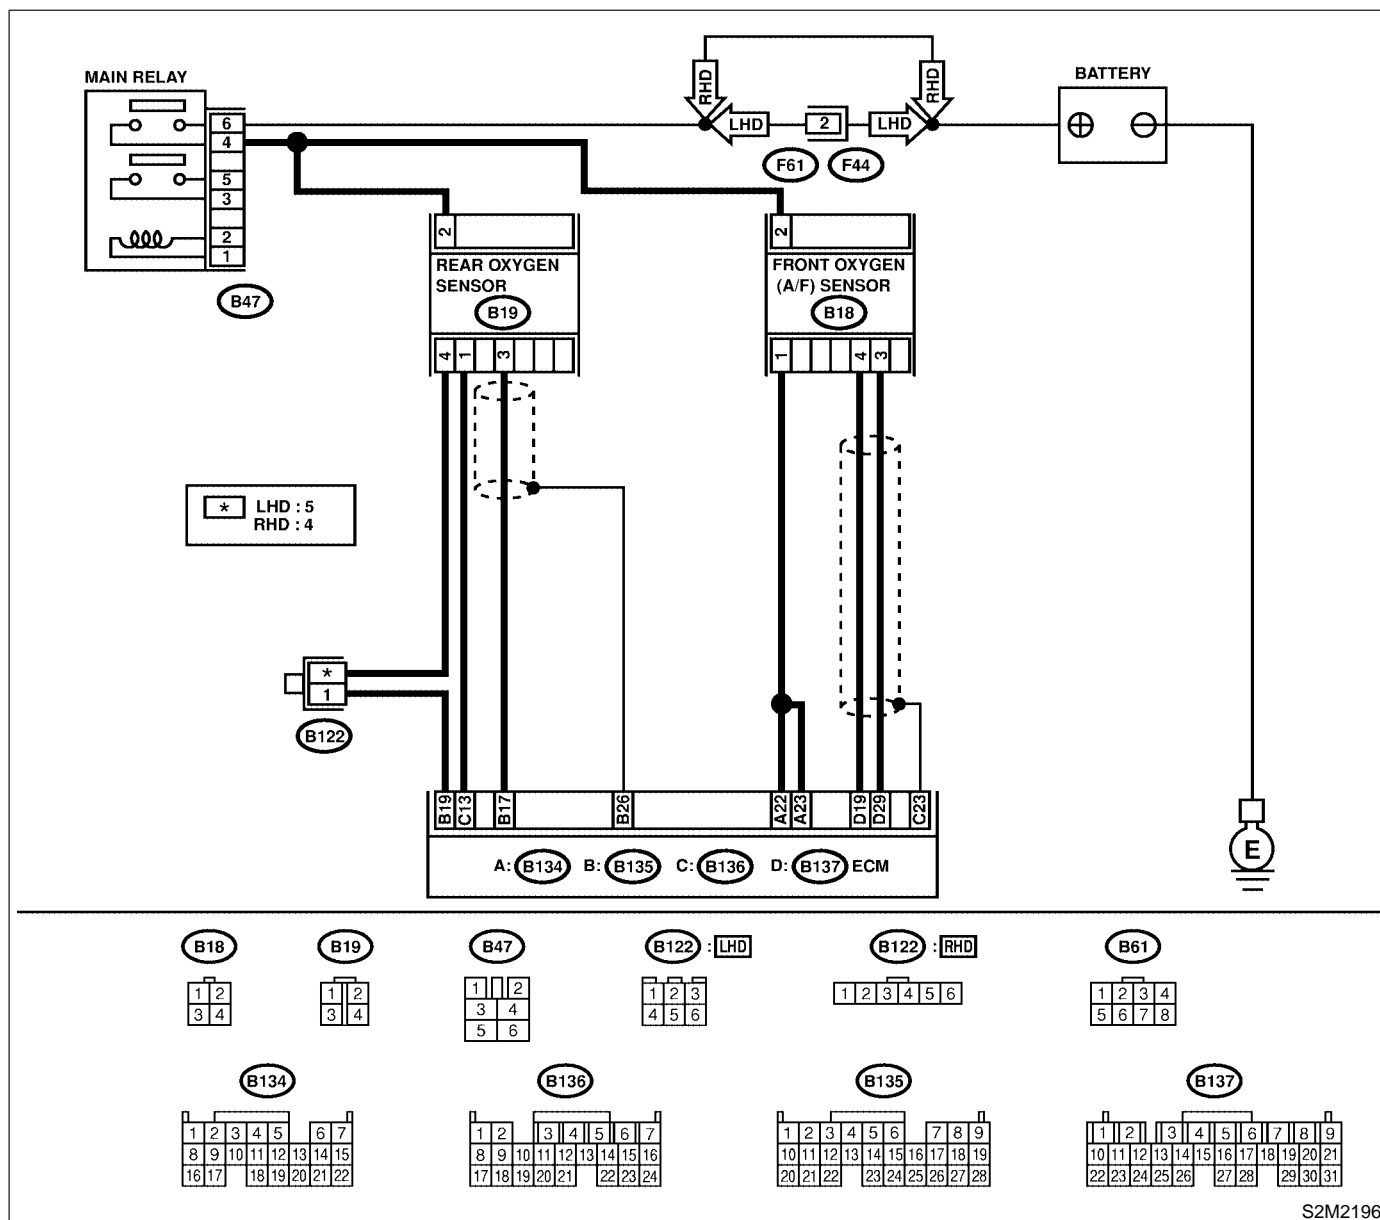 MAIN RELAY
6
4
5
3
2
1
B47
RHD
RHD
LHD
2
LHD
F61
F44
BATTERY
2
REAR OXYGEN
SENSOR
B19
4 1 3
2
FRONT OXYGEN
(A/F) SENSOR
B18
1 4 3
* LHD : 5
RHD : 4
*
1
B122
B19 C13 B17 B26 A22 A23 D19 D29 C23
A: B134 B: B135 C: B136 D: B137 ECM
E
B18
1 2
3 4
B19
1 2
3 4
B47
1 2
3 4
5 6
B122 : LHD
1 2 3
4 5 6
B122 : RHD
1 2 3 4 5 6
B61
1 2 3 4
5 6 7 8
B134
1 2 3 4 5 6 7
8 9 10 11 12 13 14 15
16 17 18 19 20 21 22
B136
1 2 3 4 5 6 7
8 9 10 11 12 13 14 15 16
17 18 19 20 21 22 23 24
B135
1 2 3 4 5 6 7 8 9
10 11 12 13 14 15 16 17 18 19
20 21 22 23 24 25 26 27 28
B137
1 2 3 4 5 6 7 8 9
10 11 12 13 14 15 16 17 18 19 20 21
22 23 24 25 26 27 28 29 30 31
S2M2196